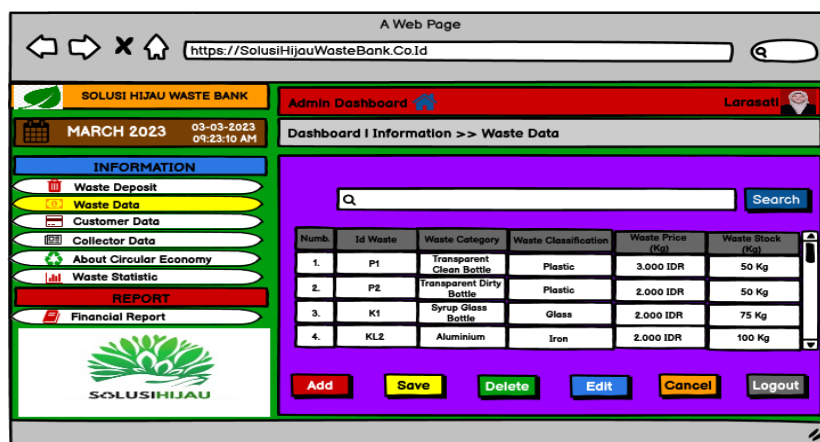 A Web Page
https://SolusiHijauWasteBank.Co.Id
SOLUSI HIJAU WASTE BANK
Admin Dashboard
Larasati
MARCH 2023
03-03-2023
09:23:10 AM
Dashboard I Information >> Waste Data
INFORMATION
Waste Deposit
Waste Data
Customer Data
Collector Data
About Circular Economy
Waste Statistic
REPORT
Financial Report
SOLUSIHIJAU
Search
Numb. Id Waste Waste Category Waste Classification Waste Price (Kg) Waste Stock (Kg)
1. P1 Transparent Clean Bottle Plastic 3.000 IDR 50 Kg
2. P2 Transparent Dirty Bottle Plastic 2.000 IDR 50 Kg
3. K1 Syrup Glass Bottle Glass 2.000 IDR 75 Kg
4. KL2 Aluminium Iron 2.000 IDR 100 Kg
Add Save Delete Edit Cancel Logout